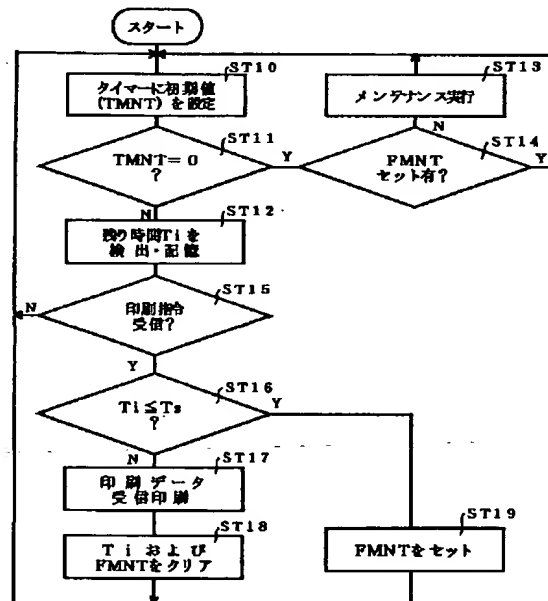 スタート
ST10
タイマーに初期値
(TMNT)を設定
ST13
メンテナンス実行
ST11
TMNT=0
?
Y
N
ST14
FMNT
セット有?
Y
N
ST12
残り時間Tiを
検出・記憶
ST15
印刷指令
受信?
N
Y
ST16
Ti≦Ts
?
Y
N
ST17
印刷データ
受信印刷
ST18
Tiおよび
FMNTをクリア
ST19
FMNTをセット